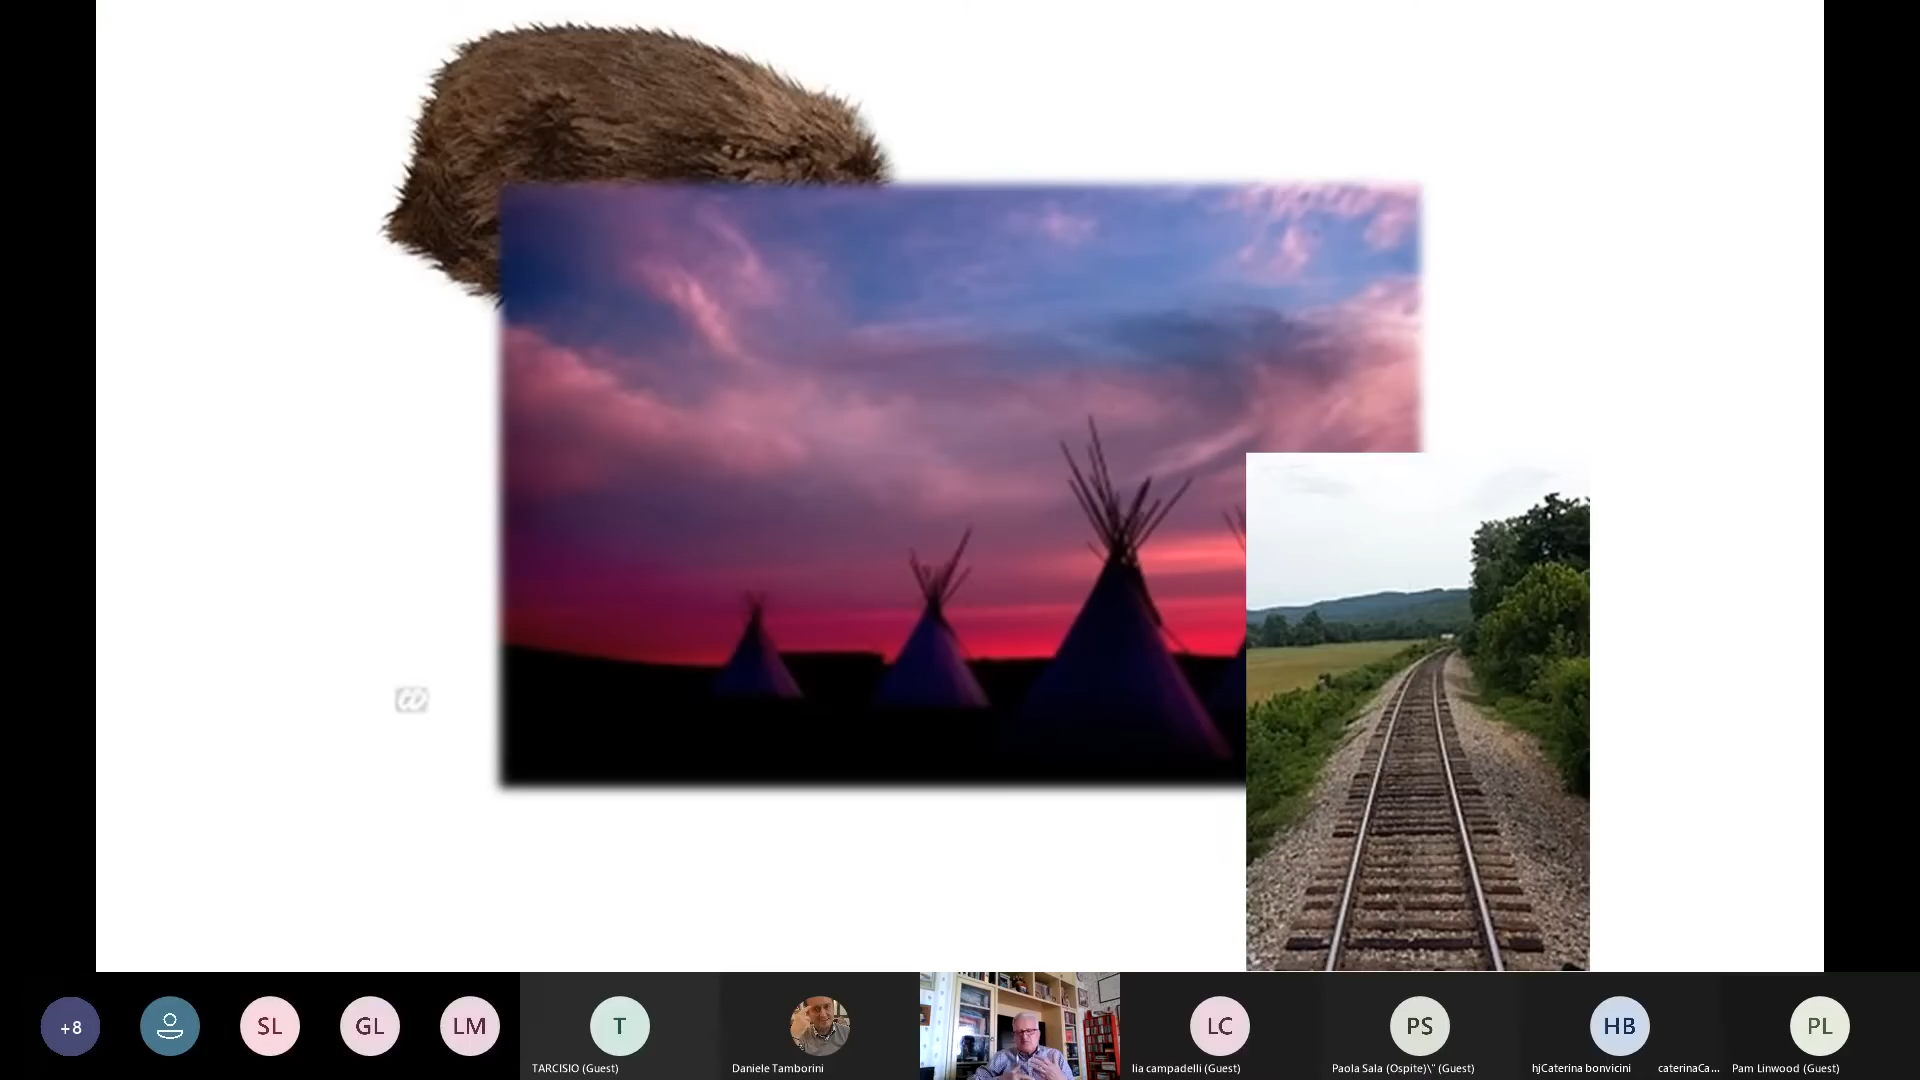 +8
SL
GL
LM
T
LC
PS
HB
PL
TARCISIO (Guest)
Daniele Tamborini
lia campadelli (Guest)
Paola Sala (Ospite)\" (Guest)
hjCaterina bonvicini
caterinaCa...
Pam Linwood (Guest)